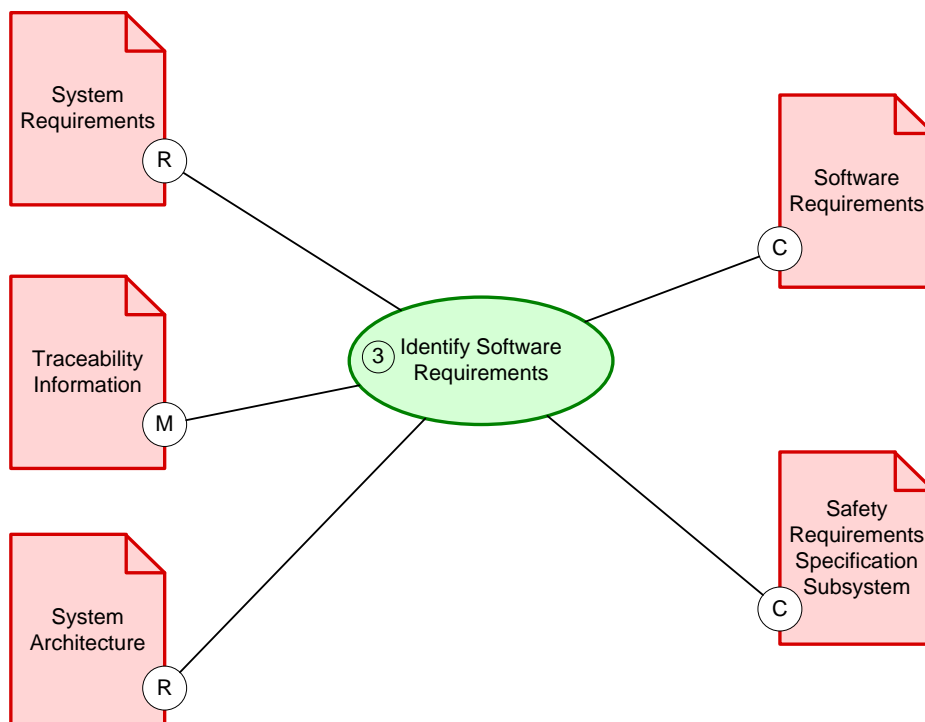 System
Requirements
R
Software
Requirements
C
Traceability
Information
M
3
Identify Software
Requirements
Safety
Requirements
Specification
Subsystem
C
System
Architecture
R